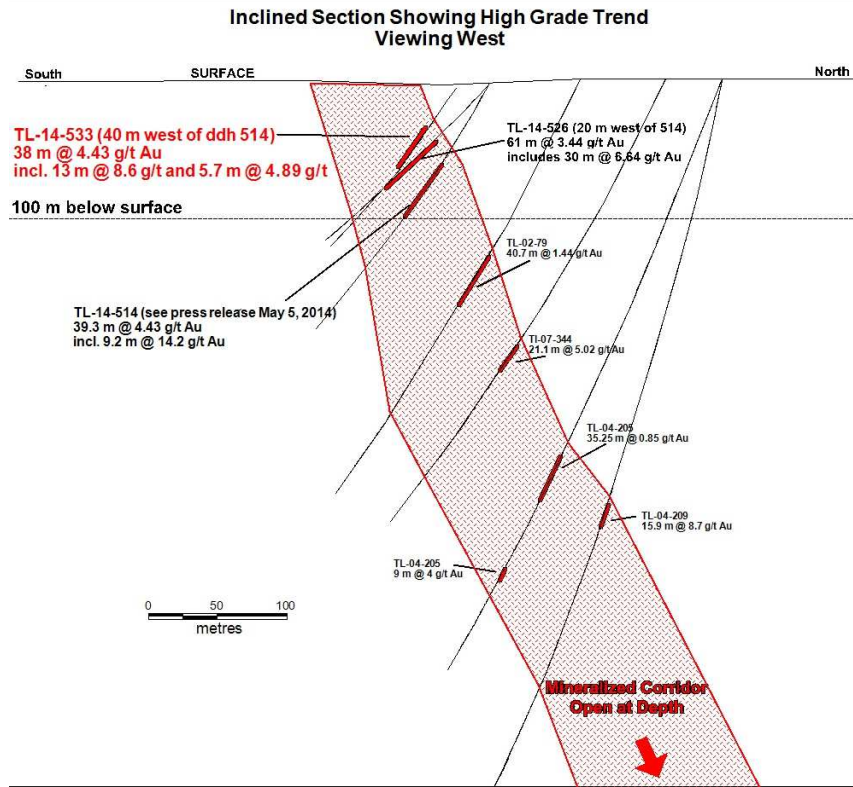 Inclined Section Showing High Grade Trend
Viewing West
South
SURFACE
North
TL-14-533 (40 m west of ddh 514)
38 m @ 4.43 g/t Au
incl. 13 m @ 8.6 g/t and 5.7 m @ 4.89 g/t
TL-14-526 (20 m west of 514)
61 m @ 3.44 g/t Au
includes 30 m @ 6.64 g/t Au
100 m below surface
TL-02-79
40.7 m @ 1.44 g/t Au
TL-14-514 (see press release May 5, 2014)
39.3 m @ 4.43 g/t Au
incl. 9.2 m @ 14.2 g/t Au
TI-07-344
21.1 m @ 5.02 g/t Au
TL-04-205
35.25 m @ 0.85 g/t Au
TL-04-209
15.9 m @ 8.7 g/t Au
TL-04-205
9 m @ 4 g/t Au
0 50 100
metres
Mineralized Corridor
Open at Depth